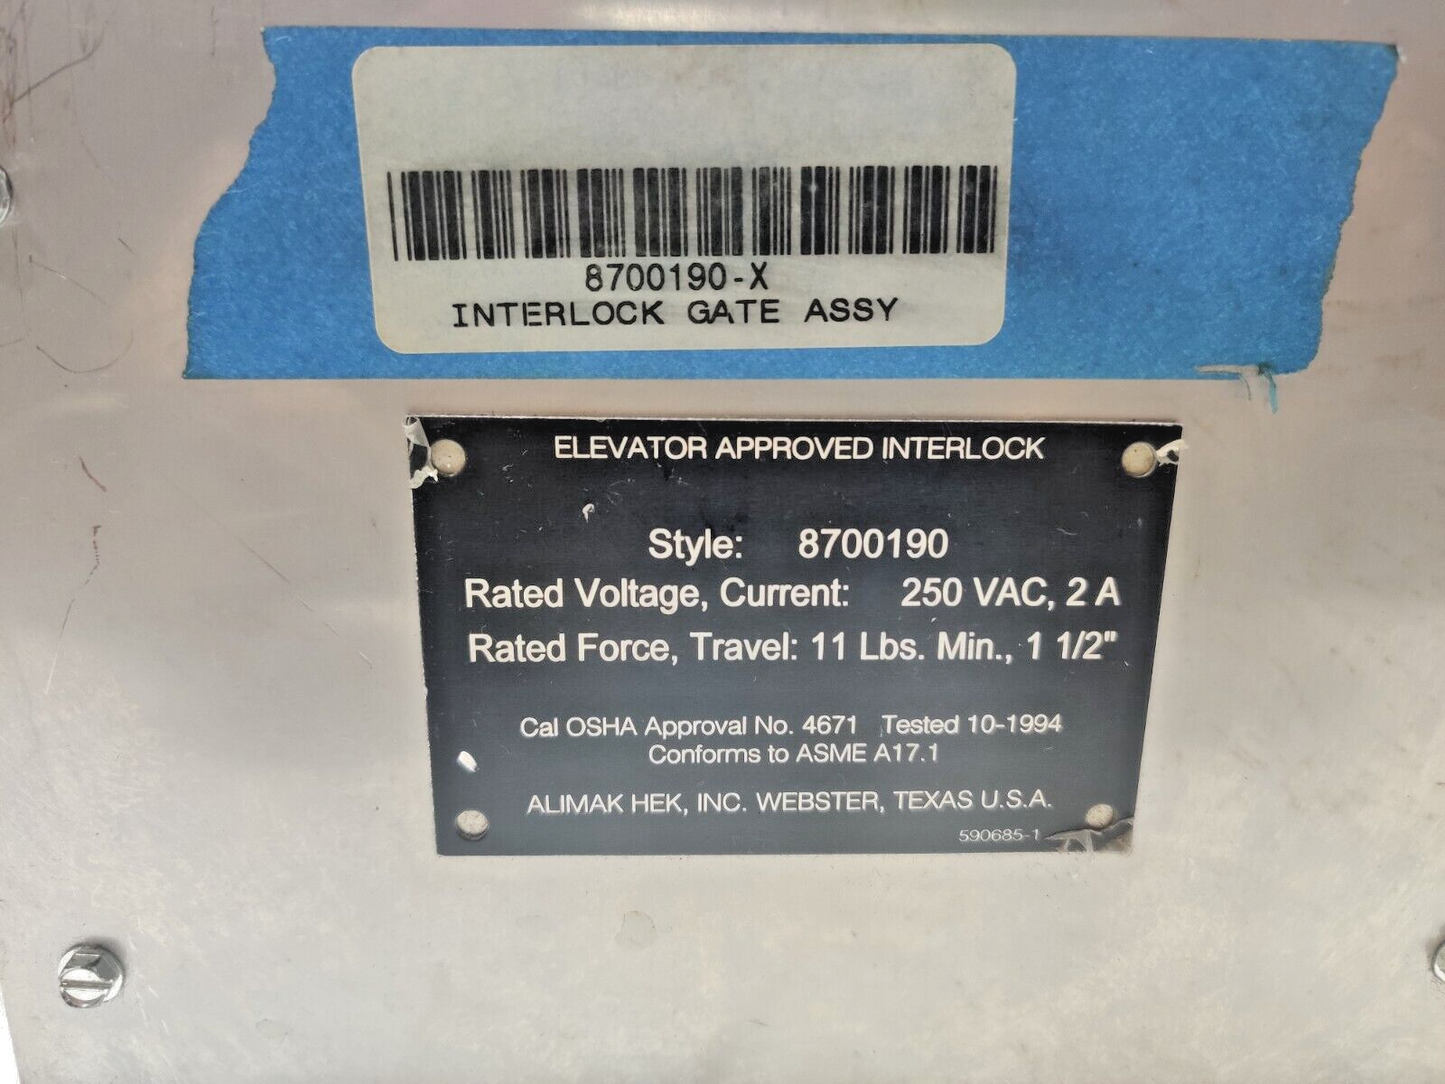 8700190-X
INTERLOCK GATE ASSY
ELEVATOR APPROVED INTERLOCK
Style: 8700190
Rated Voltage, Current: 250 VAC, 2 A
Rated Force, Travel: 11 Lbs. Min., 1 1/2"
Cal OSHA Approval No. 4671 Tested 10-1994
Conforms to ASME A17.1
ALIMAK HEK, INC. WEBSTER, TEXAS U.S.A.
590685-1